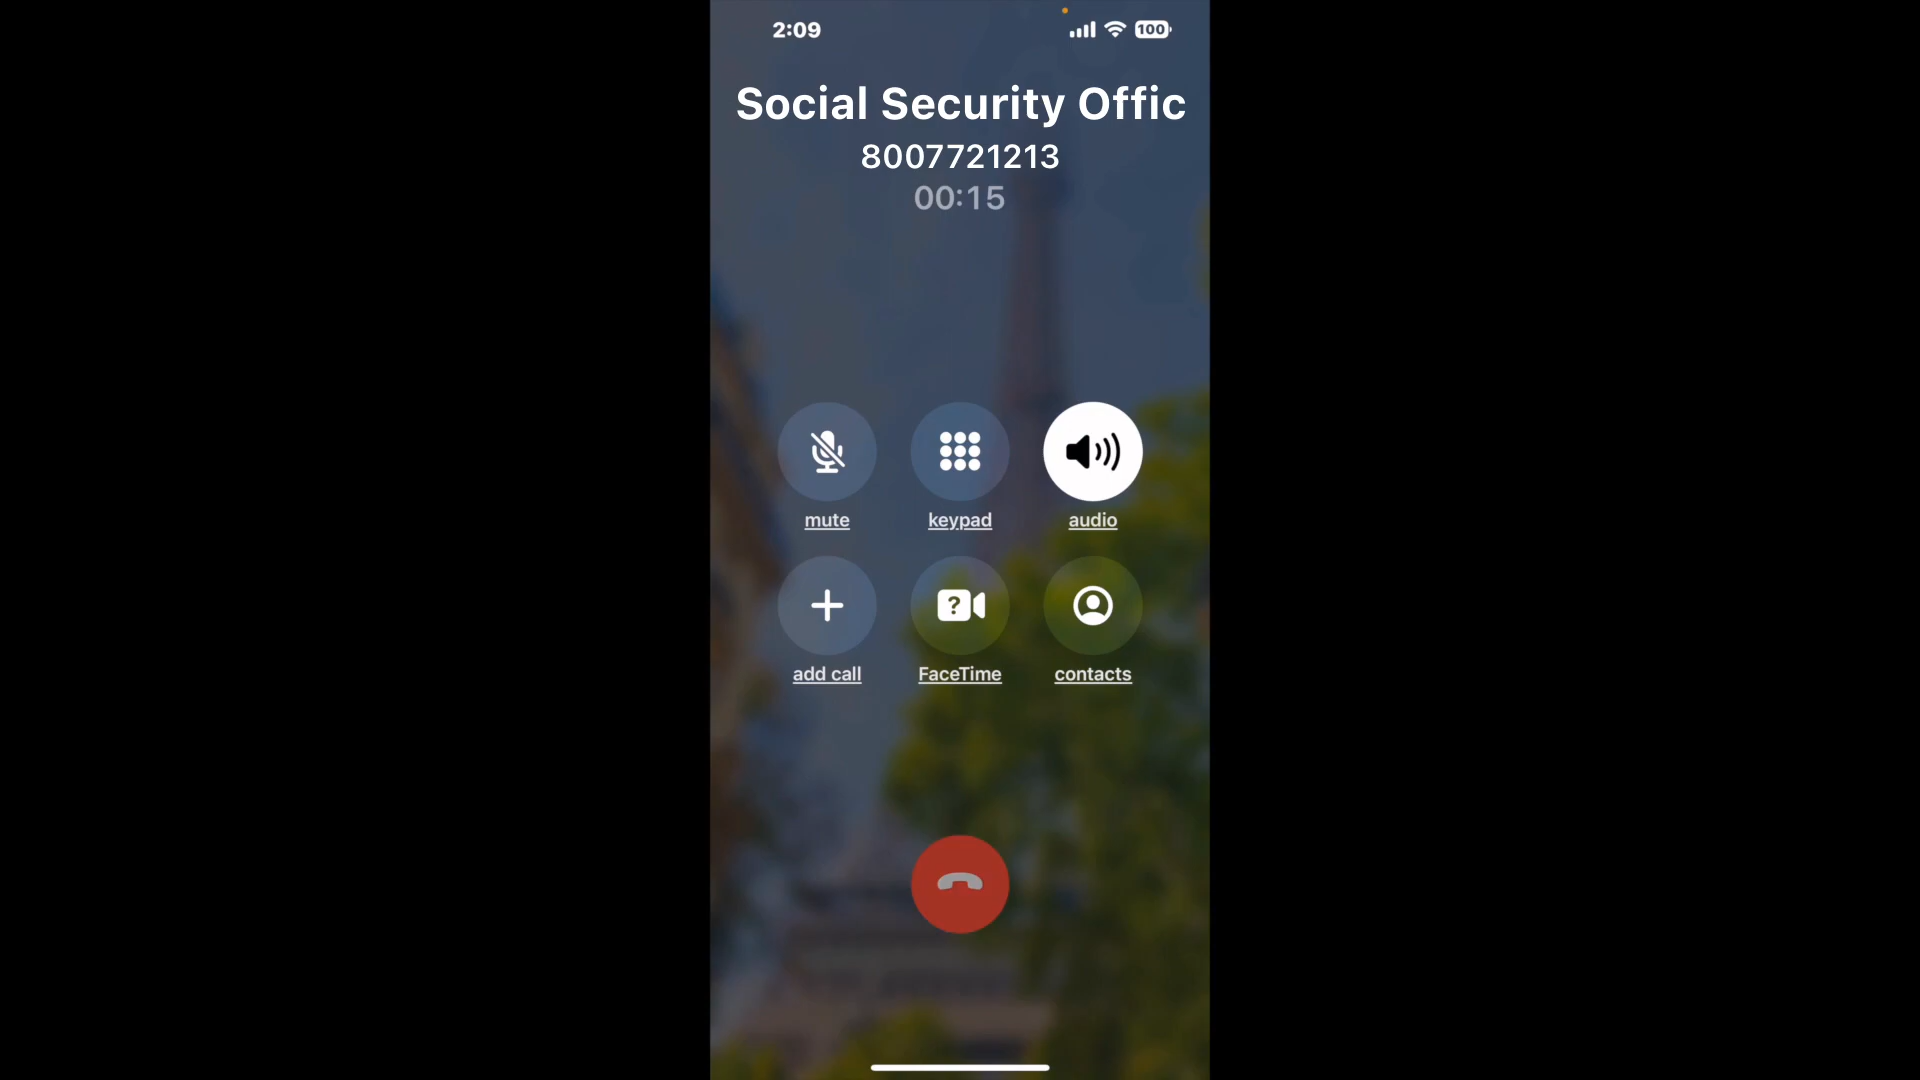 2:09
100
Social Security Offic
8007721213
00:15
mute
keypad
audio
?
add call
FaceTime
contacts